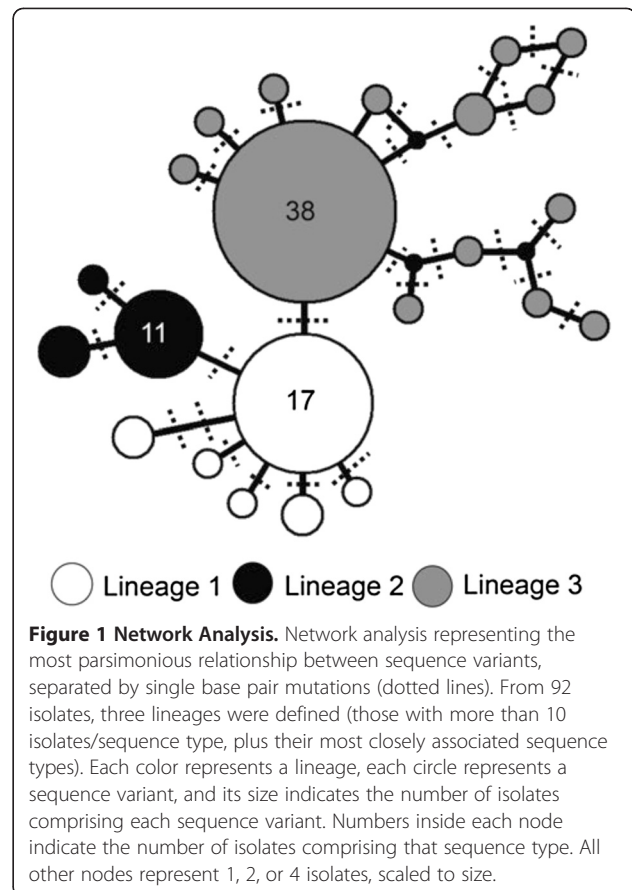 38
11
17
Lineage 1 Lineage 2 Lineage 3
Figure 1 Network Analysis. Network analysis representing the
most parsimonious relationship between sequence variants,
separated by single base pair mutations (dotted lines). From 92
isolates, three lineages were defined (those with more than 10
isolates/sequence type, plus their most closely associated sequence
types). Each color represents a lineage, each circle represents a
sequence variant, and its size indicates the number of isolates
comprising each sequence variant. Numbers inside each node
indicate the number of isolates comprising that sequence type. All
other nodes represent 1, 2, or 4 isolates, scaled to size.